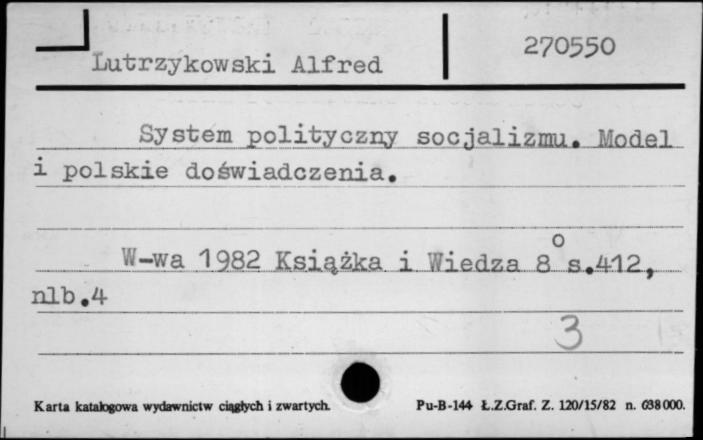 Lutrzykowski Alfred 270550
System polityczny socjalizmu. Model
i polskie doświadczenia.
W-wa 1982 Książka i Wiedza 8° s.412,
nlb.4
3
Karta katalogowa wydawnictw ciągłych i zwartych. Pu-B-144 Ł.Z.Graf. Z. 120/15/82 n. 638000.